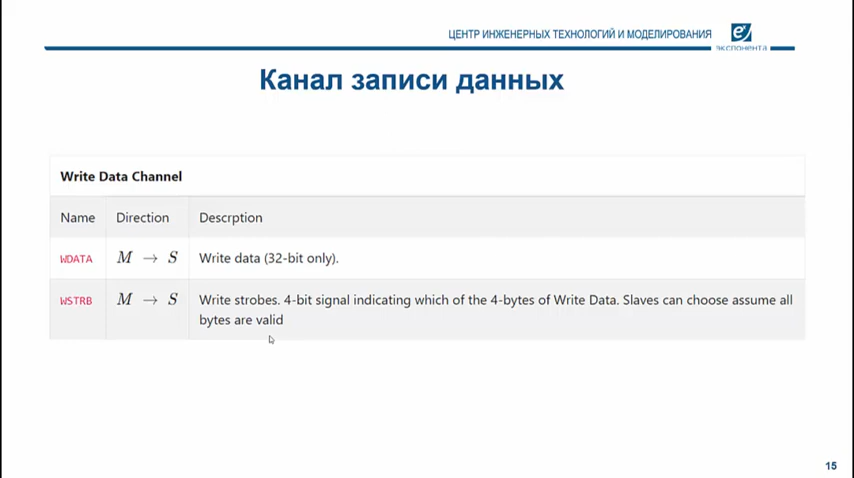 ЦЕНТР ИНЖЕНЕРНЫХ ТЕХНОЛОГИЙ И МОДЕЛИРОВАНИЯ
экспонента
Канал записи данных
Write Data Channel
Name Direction Descrption
WDATA M → S Write data (32-bit only).
WSTRB M → S Write strobes. 4-bit signal indicating which of the 4-bytes of Write Data. Slaves can choose assume all
bytes are valid
15